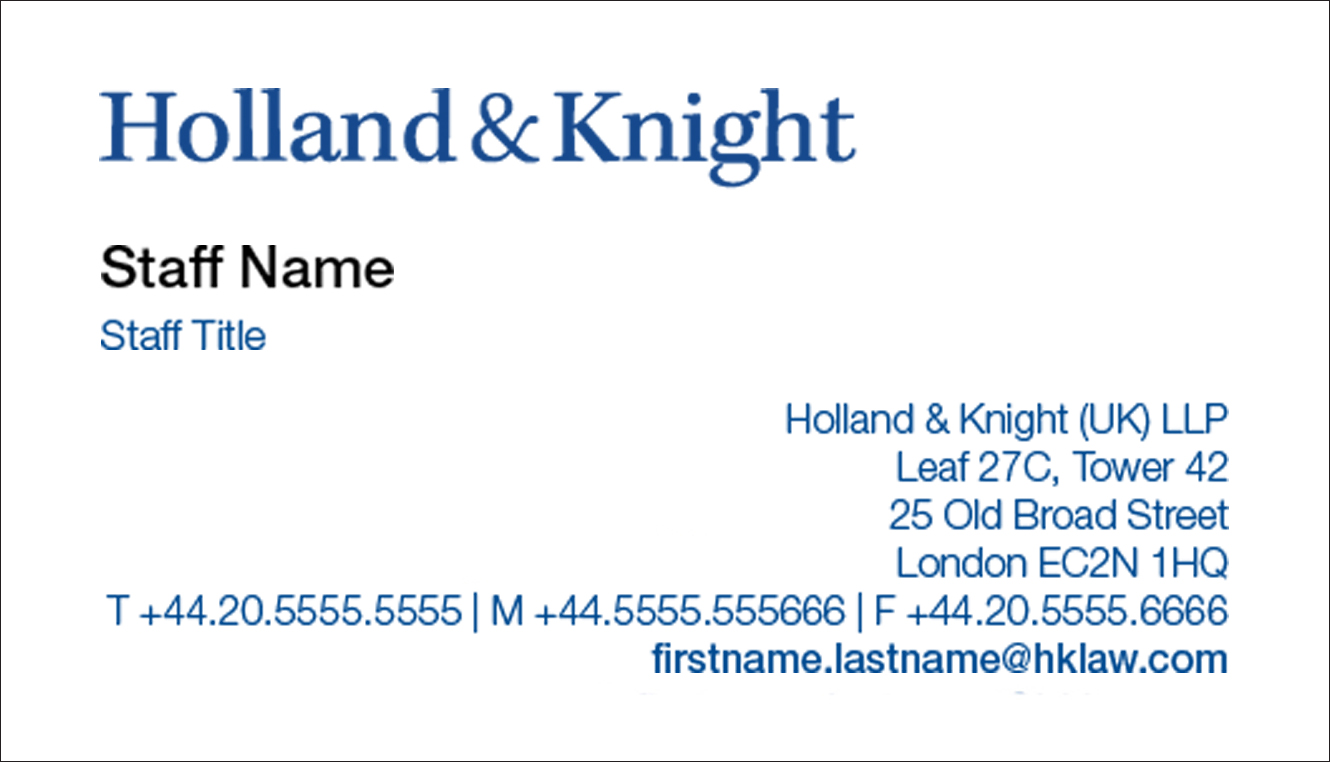 Holland & Knight
Staff Name
Staff Title
Holland & Knight (UK) LLP
Leaf 27C, Tower 42
25 Old Broad Street
London EC2N 1HQ
T +44.20.5555.5555 | M +44.5555.555666 | F +44.20.5555.6666
firstname.lastname@hklaw.com